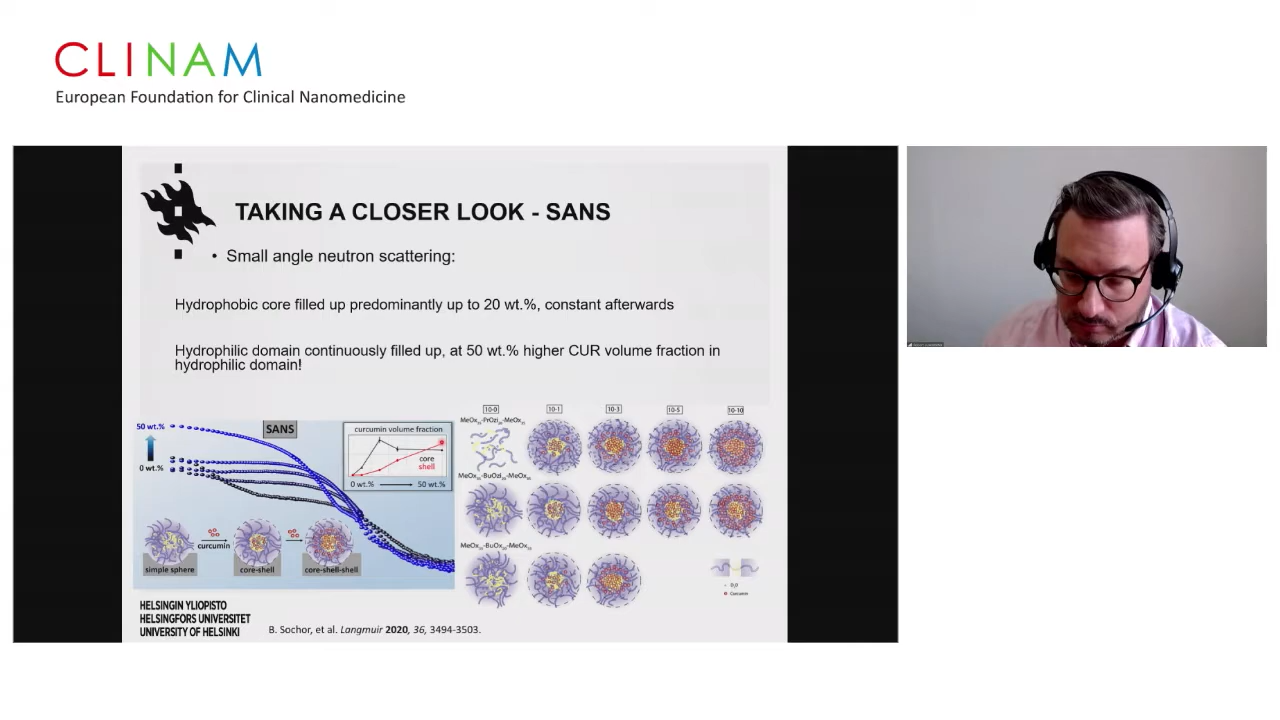 CLINAM
European Foundation for Clinical Nanomedicine
TAKING A CLOSER LOOK - SANS
• Small angle neutron scattering:
Hydrophobic core filled up predominantly up to 20 wt.%, constant afterwards
Hydrophilic domain continuously filled up, at 50 wt.% higher CUR volume fraction in
hydrophilic domain!
50 wt.%
0 wt.%
SANS
curcumin volume fraction
core
shell
0 wt.% 50 wt.%
curcumin
simple sphere
core-shell
core-shell-shell
10-0 10-1 10-3 10-5 10-10
D₂O
Curcumin
HELSINGIN YLIOPISTO
HELSINGFORS UNIVERSITET
UNIVERSITY OF HELSINKI
B. Sochor, et al. Langmuir 2020, 36, 3494-3503.